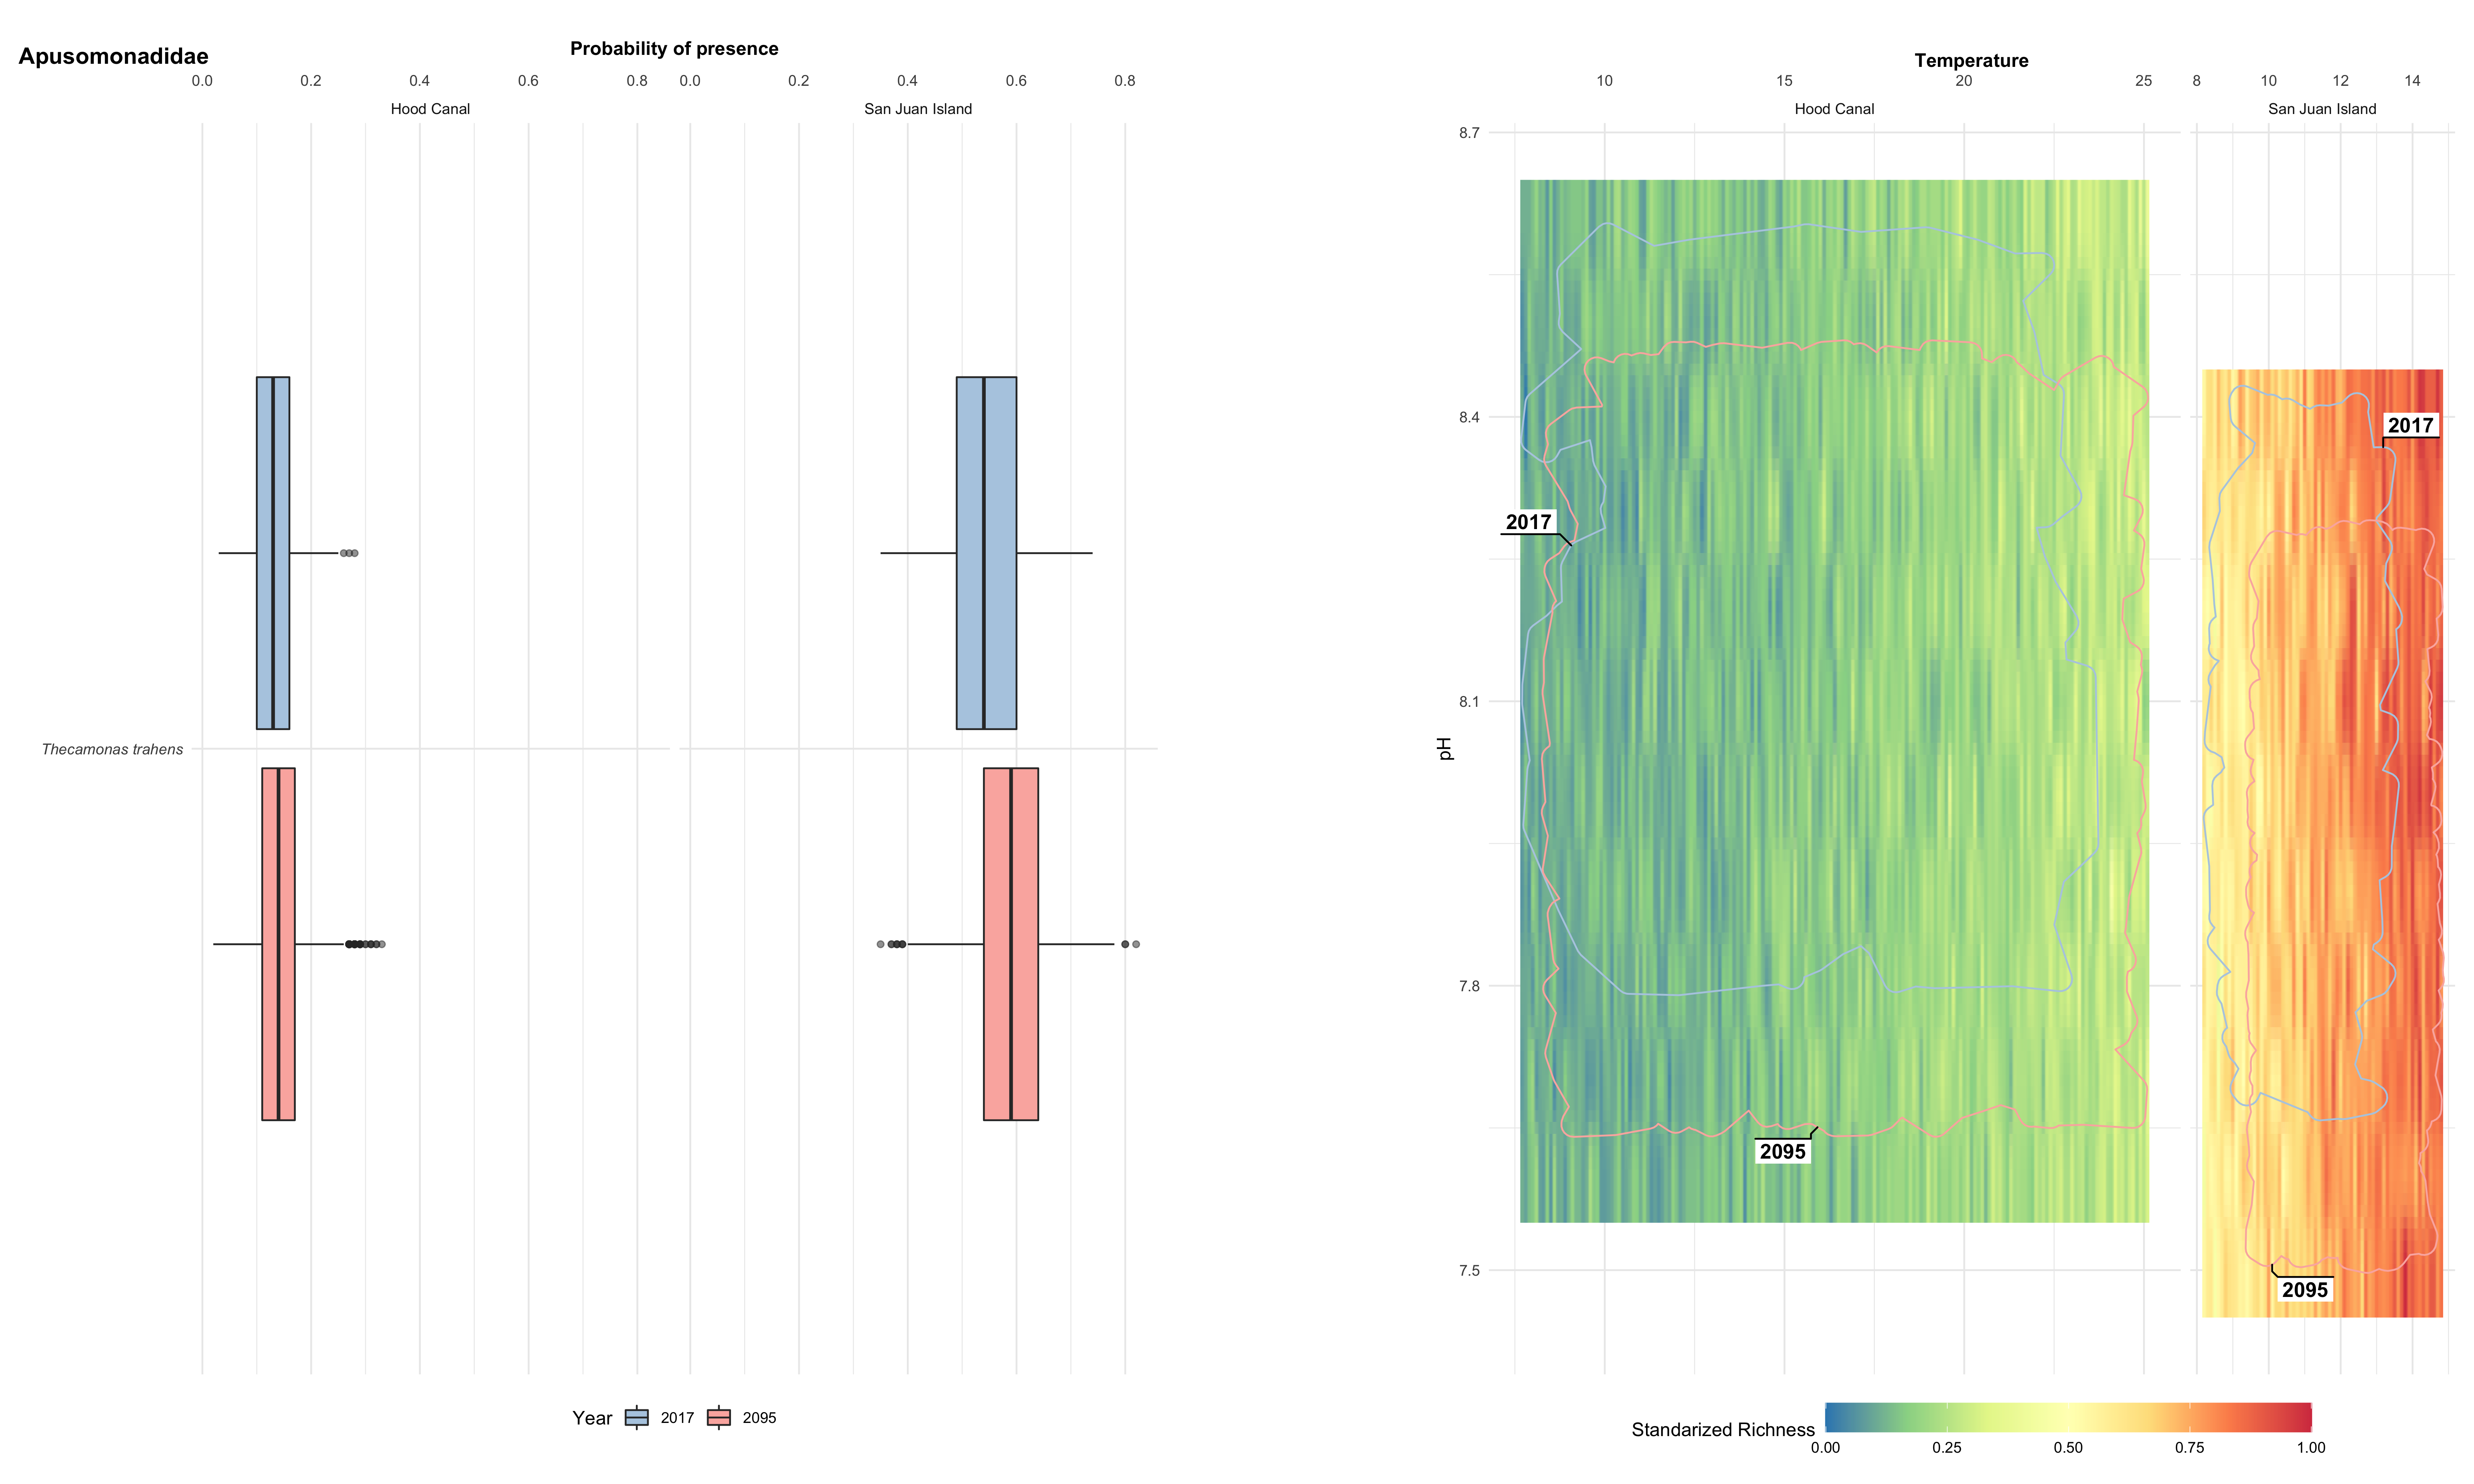 Apusomonadidae
Probability of presence
0.0 0.2 0.4 0.6 0.8 0.0 0.2 0.4 0.6 0.8
Hood Canal San Juan Island
Thecamonas trahens
Year 2017 2095
Temperature
10 15 20 25 8 10 12 14
Hood Canal San Juan Island
8.7
8.4
8.1
7.8
7.5
pH
2017
2017
2095
2095
Standarized Richness
0.00 0.25 0.50 0.75 1.00